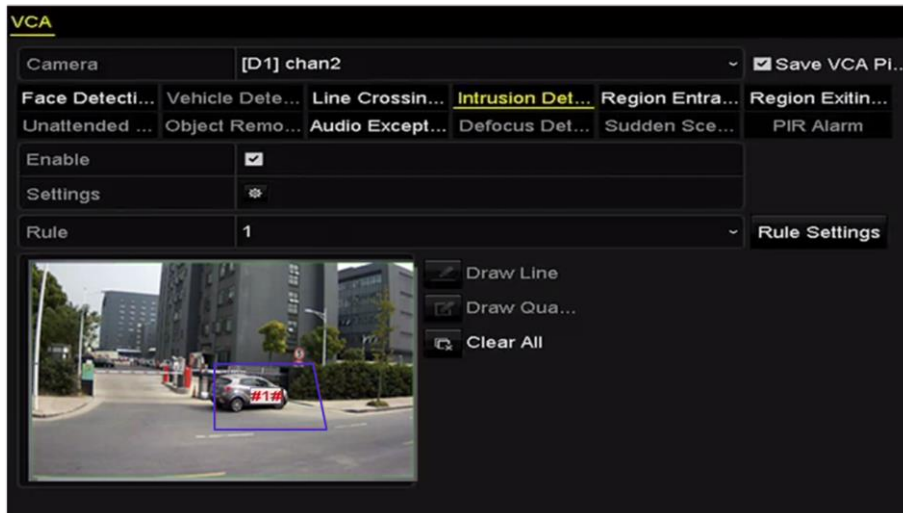 VCA
Camera [D1] chan2 Save VCA Pi..
Face Detecti... Vehicle Dete... Line Crossin... Intrusion Det... Region Entra... Region Exitin...
Unattended ... Object Remo... Audio Except... Defocus Det... Sudden Sce... PIR Alarm
Enable
Settings
Rule 1 Rule Settings
Draw Line
Draw Qua...
Clear All
#1#